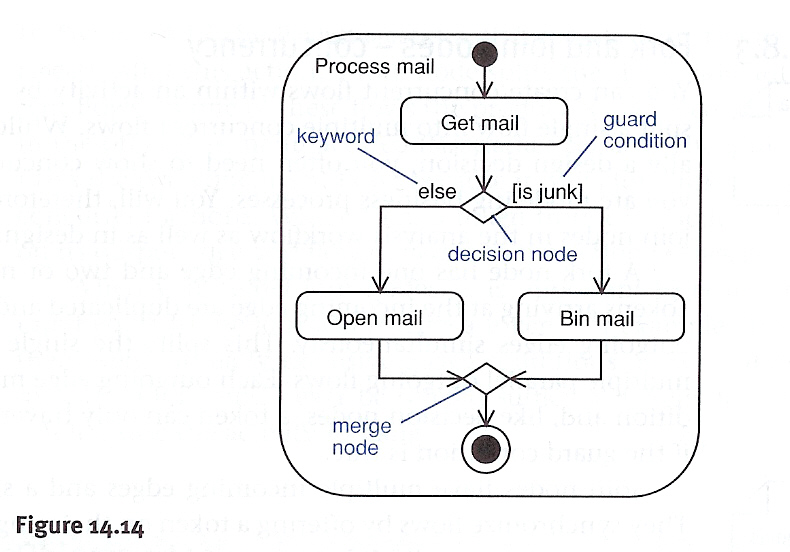 Process mail
Get mail
keyword
guard
condition
else
[is junk]
decision node
Open mail
Bin mail
merge
node
Figure 14.14